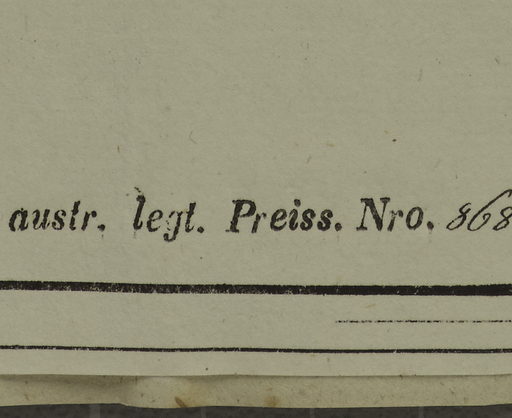 austr. legt. Preiss. Nro. 868